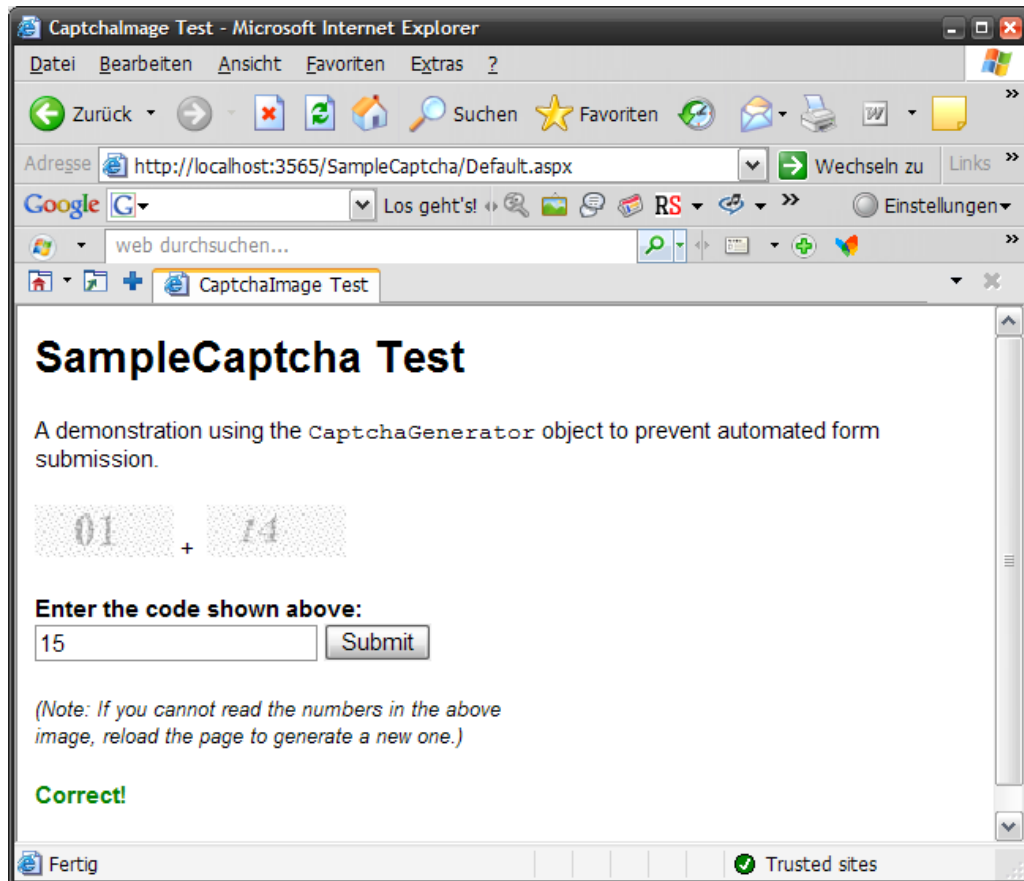 CaptchaImage Test - Microsoft Internet Explorer
Datei Bearbeiten Ansicht Favoriten Extras ?
Zurück Suchen Favoriten W »
Adresse http://localhost:3565/SampleCaptcha/Default.aspx Wechseln zu Links »
Google G Los geht's! RS » Einstellungen
web durchsuchen... »
CaptchaImage Test
SampleCaptcha Test
A demonstration using the CaptchaGenerator object to prevent automated form
submission.
01 + 14
Enter the code shown above:
15 Submit
(Note: If you cannot read the numbers in the above
image, reload the page to generate a new one.)
Correct!
Fertig Trusted sites